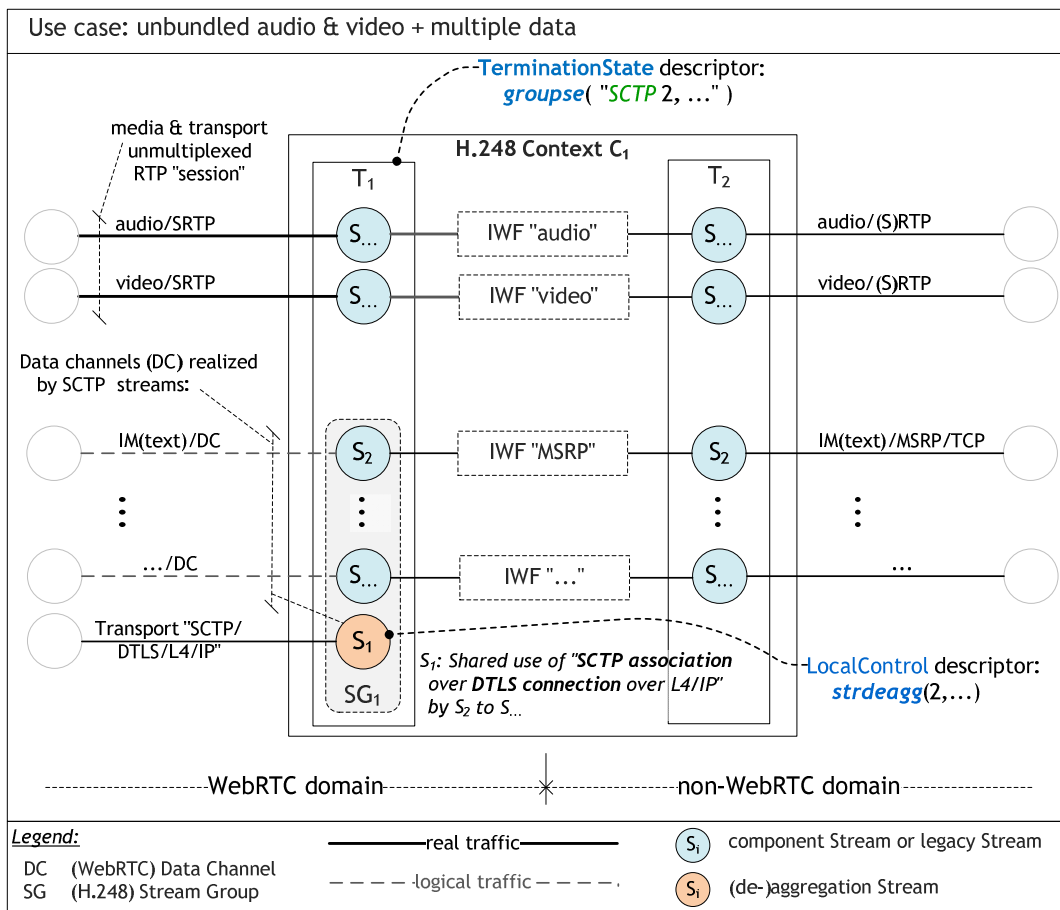 Use case: unbundled audio & video + multiple data
TerminationState descriptor:
groupse( "SCTP 2, ..." )
media & transport
unmultiplexed
RTP "session"
H.248 Context C1
T1
T2
audio/SRTP
S...
IWF "audio"
S...
audio/(S)RTP
video/SRTP
S...
IWF "video"
S...
video/(S)RTP
Data channels (DC) realized
by SCTP streams:
IM(text)/DC
S2
IWF "MSRP"
S2
IM(text)/MSRP/TCP
.../DC
S...
IWF "..."
S...
...
Transport "SCTP/
DTLS/L4/IP"
S1
SG1
S1: Shared use of "SCTP association
over DTLS connection over L4/IP"
by S2 to S...
LocalControl descriptor:
strdeagg(2,...)
WebRTC domain
non-WebRTC domain
Legend:
DC (WebRTC) Data Channel
SG (H.248) Stream Group
real traffic
logical traffic
Si component Stream or legacy Stream
Si (de-)aggregation Stream